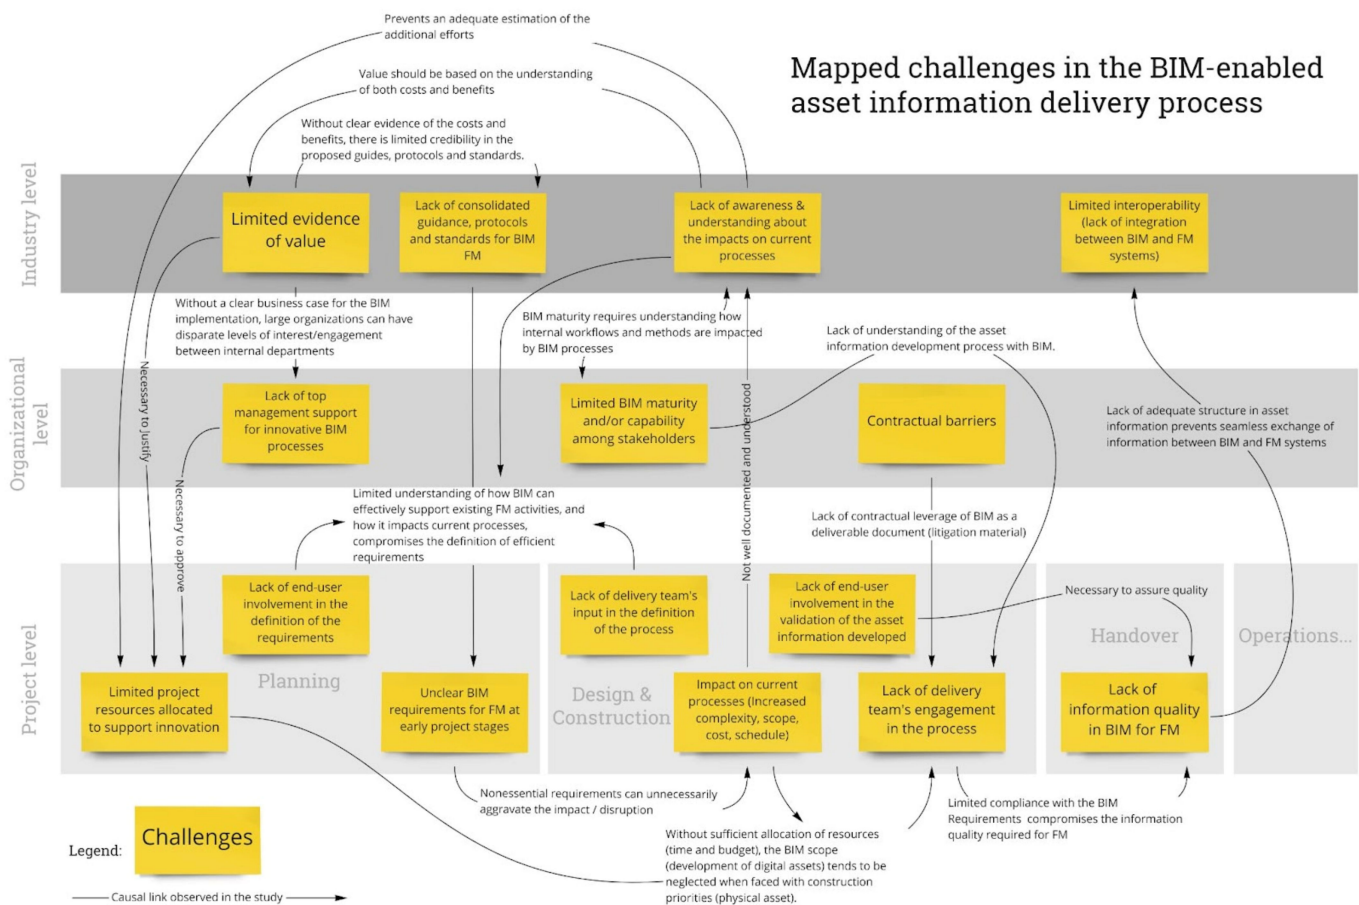 Prevents an adequate estimation of the
additional efforts
Mapped challenges in the BIM-enabled
asset information delivery process
Value should be based on the understanding
of both costs and benefits
Without clear evidence of the costs and
benefits, there is limited credibility in the
proposed guides, protocols and standards.
Industry level
Limited evidence
of value
Lack of consolidated
guidance, protocols
and standards for BIM
FM
Lack of awareness &
understanding about
the impacts on current
processes
Limited interoperability
(lack of integration
between BIM and FM
systems)
Without a clear business case for the BIM
implementation, large organizations can have
disparate levels of interest/engagement
between internal departments
BIM maturity requires understanding how
internal workflows and methods are impacted
by BIM processes
Lack of understanding of the asset
information development process with BIM.
Necessary to justify
Organizational
level
Lack of top
management support
for innovative BIM
processes
Limited BIM maturity
and/or capability
among stakeholders
Contractual barriers
Lack of adequate structure in asset
information prevents seamless exchange of
information between BIM and FM systems
Not well documented and understood
Necessary to approve
Limited understanding of how BIM can
effectively support existing FM activities, and
how it impacts current processes,
compromises the definition of efficient
requirements
Lack of contractual leverage of BIM as a
deliverable document (litigation material)
Project level
Lack of end-user
involvement in the
definition of the
requirements
Lack of delivery team's
input in the definition
of the process
Lack of end-user
involvement in the
validation of the asset
information developed
Necessary to assure quality
Handover
Operations...
Planning
Design &
Construction
Limited project
resources allocated
to support innovation
Unclear BIM
requirements for FM at
early project stages
Impact on current
processes (Increased
complexity, scope,
cost, schedule)
Lack of delivery
team's engagement
in the process
Lack of
information quality
in BIM for FM
Nonessential requirements can unnecessarily
aggravate the impact / disruption
Limited compliance with the BIM
Requirements compromises the information
quality required for FM
Without sufficient allocation of resources
(time and budget), the BIM scope
(development of digital assets) tends to be
neglected when faced with construction
priorities (physical asset).
Legend:
Challenges
Causal link observed in the study